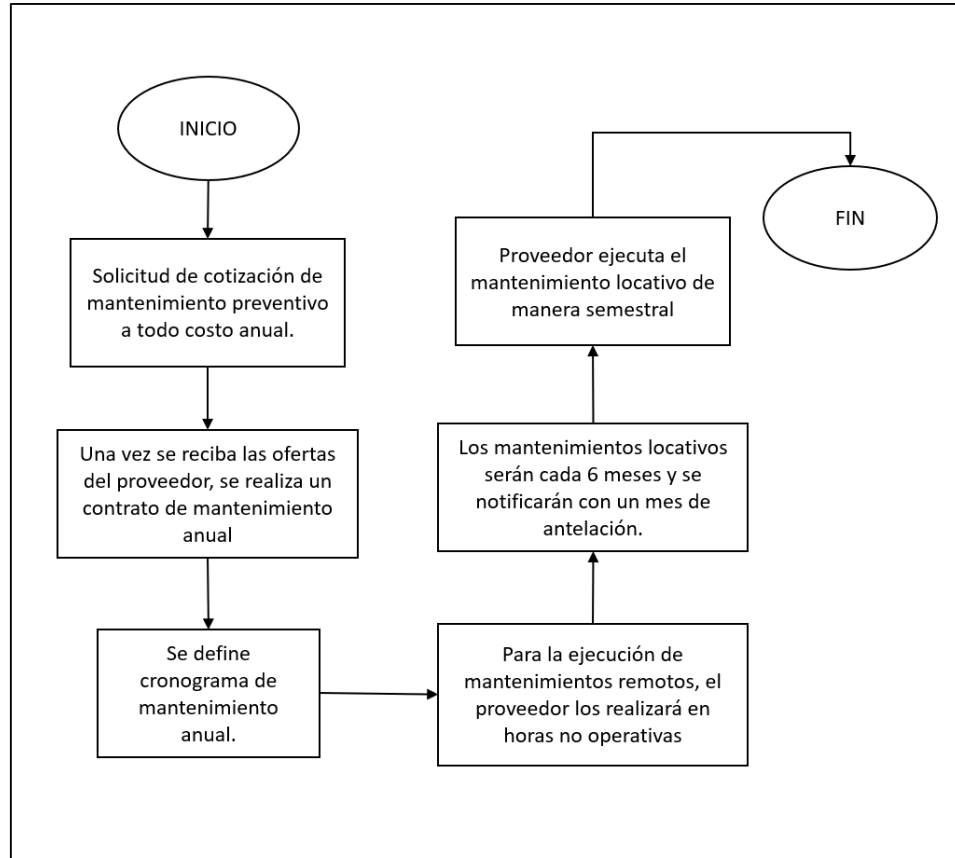 INICIO
Solicitud de cotización de
mantenimiento preventivo
a todo costo anual.
Una vez se reciba las ofertas
del proveedor, se realiza un
contrato de mantenimiento
anual
Se define
cronograma de
mantenimiento
anual.
Para la ejecución de
mantenimientos remotos, el
proveedor los realizará en
horas no operativas
Los mantenimientos locativos
serán cada 6 meses y se
notificarán con un mes de
antelación.
Proveedor ejecuta el
mantenimiento locativo de
manera semestral
FIN